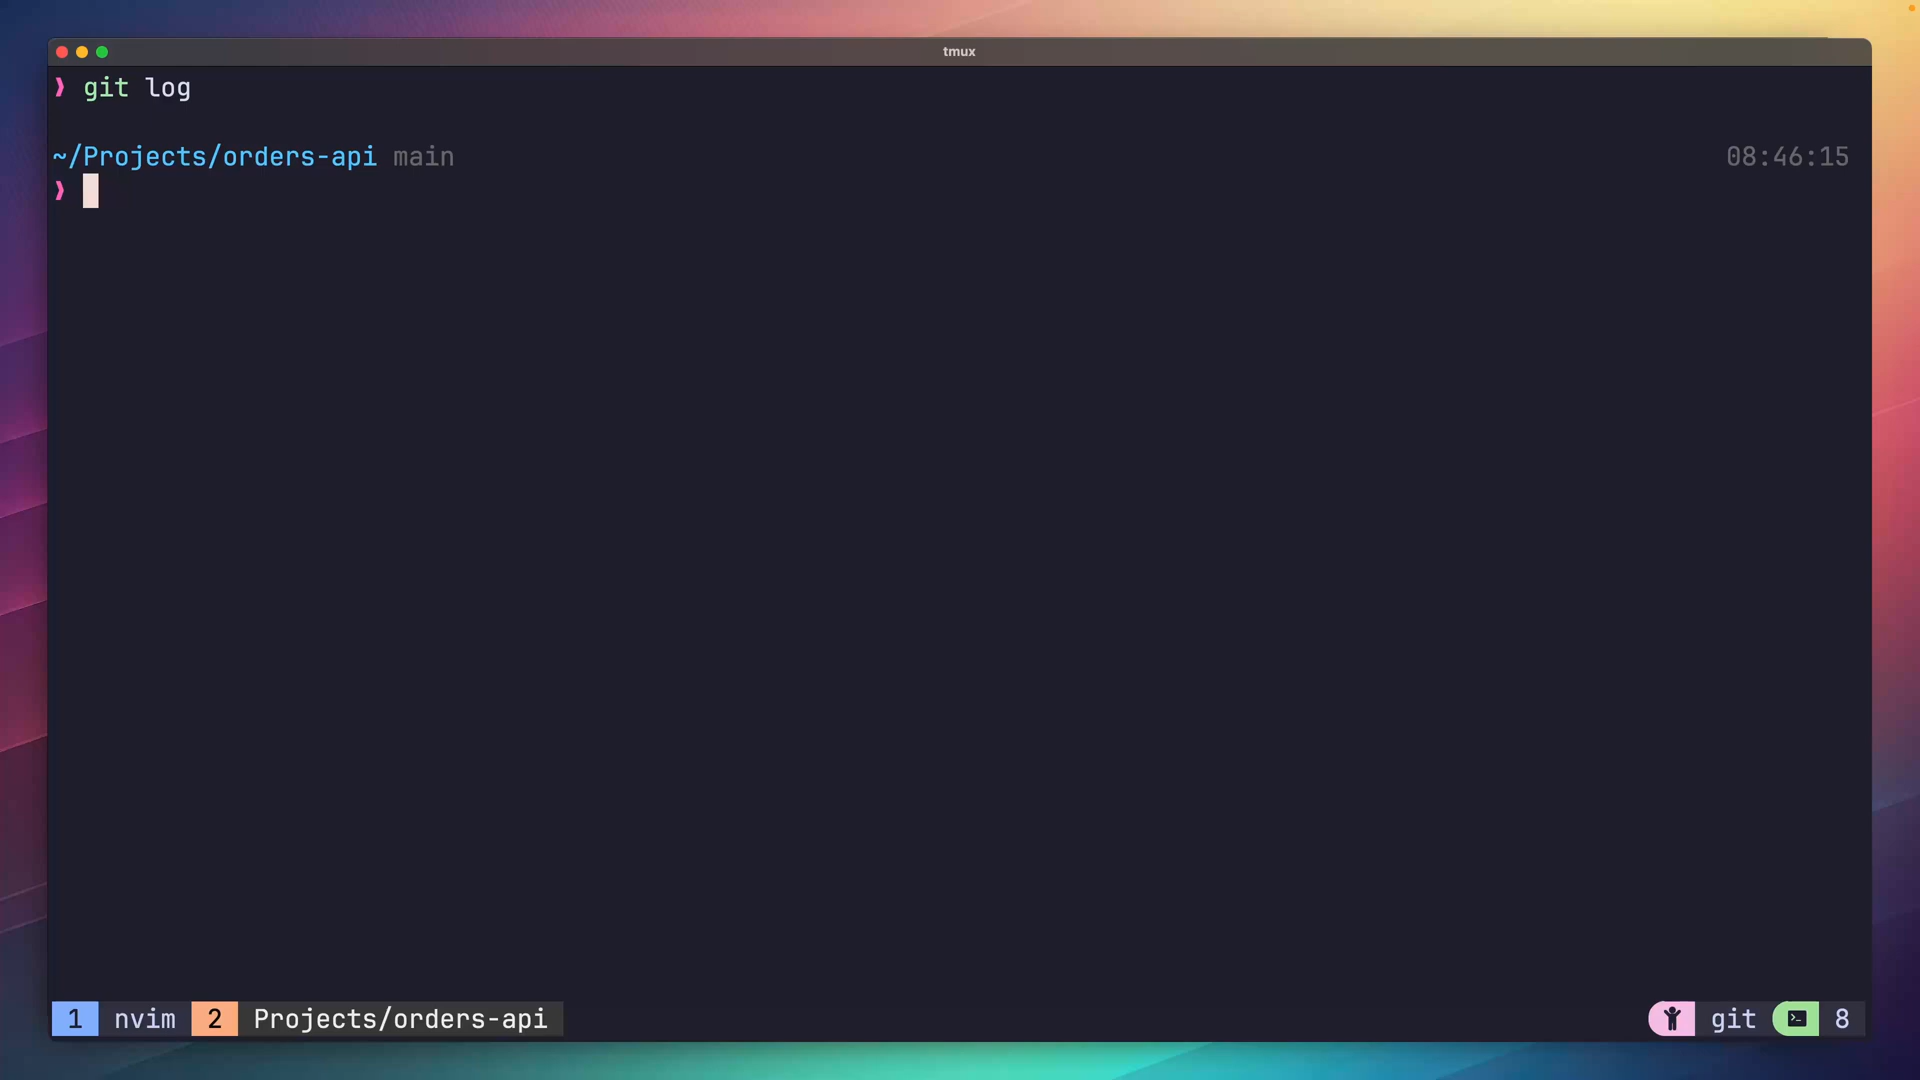 tmux
❯ git log
~/Projects/orders-api main 08:46:15
❯
1 nvim 2 Projects/orders-api git 8